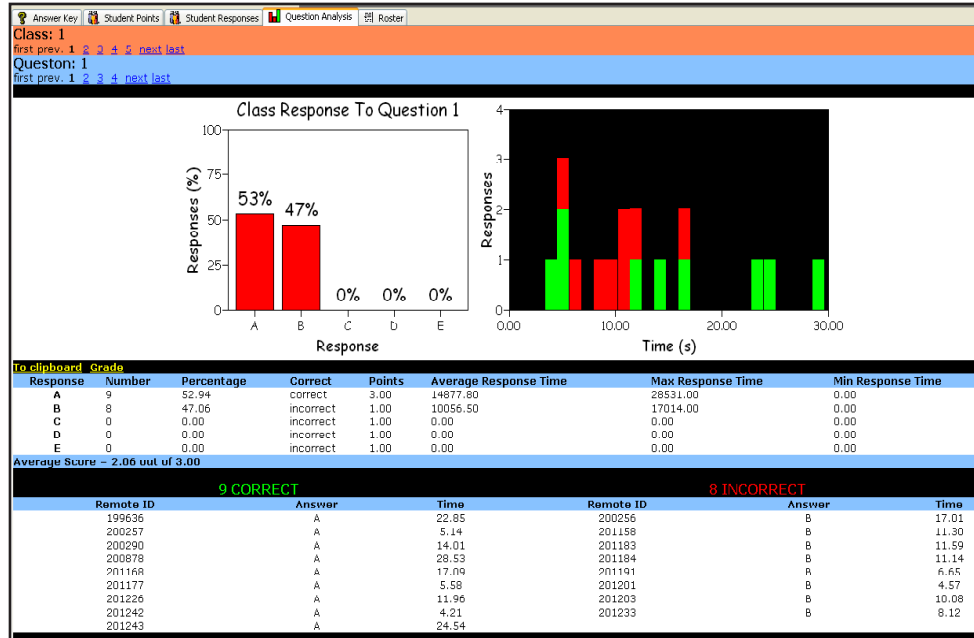 Answer Key Student Points Student Responses Question Analysis Roster
Class: 1
first prev. 1 2 3 4 5 next last
Queston: 1
first prev. 1 2 3 4 next last
Class Response To Question 1
100
75
50
25
0
Responses (%)
53%
47%
0%
0%
0%
A B C D E
Response
4
3
2
1
0
Responses
0.00 10.00 20.00 30.00
Time (s)
To clipboard Grade
Response Number Percentage Correct Points Average Response Time Max Response Time Min Response Time
A 9 52.94 correct 3.00 14877.80 28531.00 0.00
B 8 47.06 incorrect 1.00 10056.50 17014.00 0.00
C 0 0.00 incorrect 1.00 0.00 0.00 0.00
D 0 0.00 incorrect 1.00 0.00 0.00 0.00
E 0 0.00 incorrect 1.00 0.00 0.00 0.00
Average Score - 2.06 out of 3.00
9 CORRECT 8 INCORRECT
Remote ID Answer Time Remote ID Answer Time
199636 A 22.85 200256 B 17.01
200257 A 5.14 201158 B 11.30
200290 A 14.01 201183 B 11.59
200878 A 28.53 201184 B 11.14
201168 A 17.09 201191 B 6.65
201177 A 5.58 201201 B 4.57
201226 A 11.96 201203 B 10.08
201242 A 4.21 201233 B 8.12
201243 A 24.54